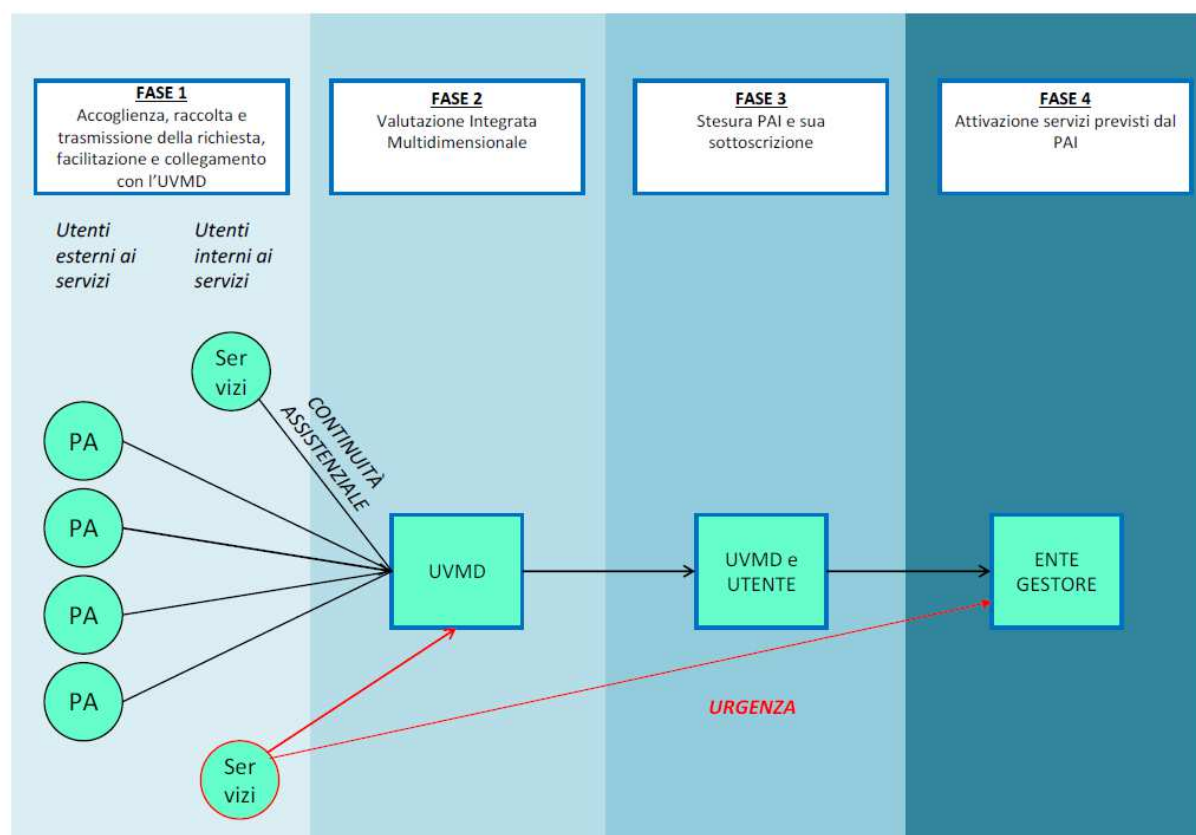 FASE 1
Accoglienza, raccolta e
trasmissione della richiesta,
facilitazione e collegamento
con l'UVMD
FASE 2
Valutazione Integrata
Multidimensionale
FASE 3
Stesura PAI e sua
sottoscrizione
FASE 4
Attivazione servizi previsti dal
PAI
Utenti
esterni ai
servizi
Utenti
interni ai
servizi
Ser
vizi
CONTINUITÀ
ASSISTENZIALE
PA
PA
PA
PA
UVMD
UVMD e
UTENTE
ENTE
GESTORE
URGENZA
Ser
vizi